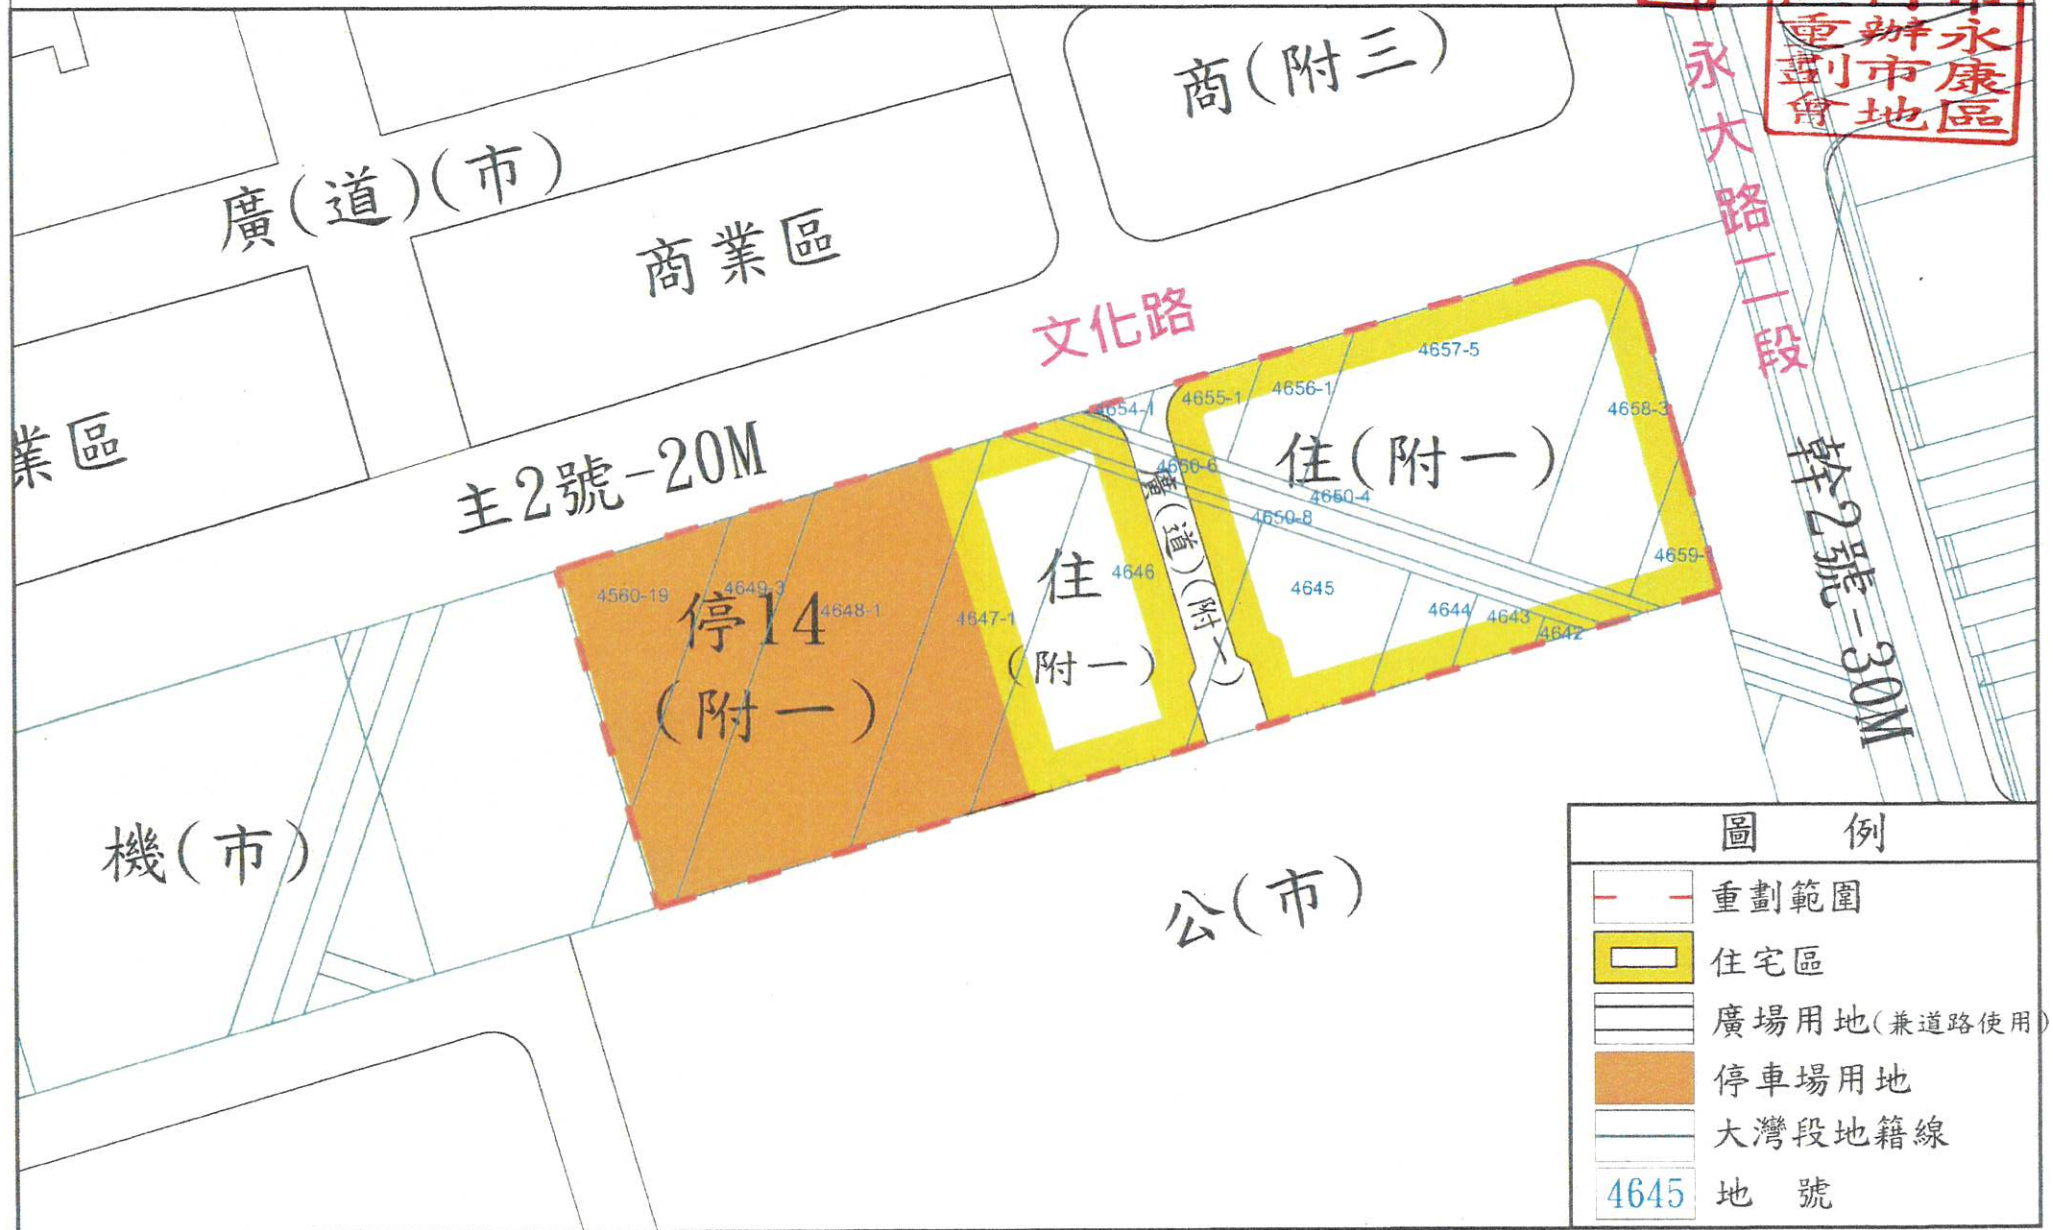 永康區
辦市地
重劃會
商(附三)
永大路二段
廣(道)(市)
商業區
文化路
業區
主2號-20M
4657-5
4656-1
4655-1
4654-1
4658-3
住(附一)
4650-6
4650-4
4650-8
廣(道)(附一)
幹2號-30M
4659-1
住
(附一)
4646
4645
4644
4643
4642
4647-1
4560-19
4649-3
4648-1
停14
(附一)
機(市)
公(市)
圖 例
重劃範圍
住宅區
廣場用地(兼道路使用)
停車場用地
大灣段地籍線
4645 地 號